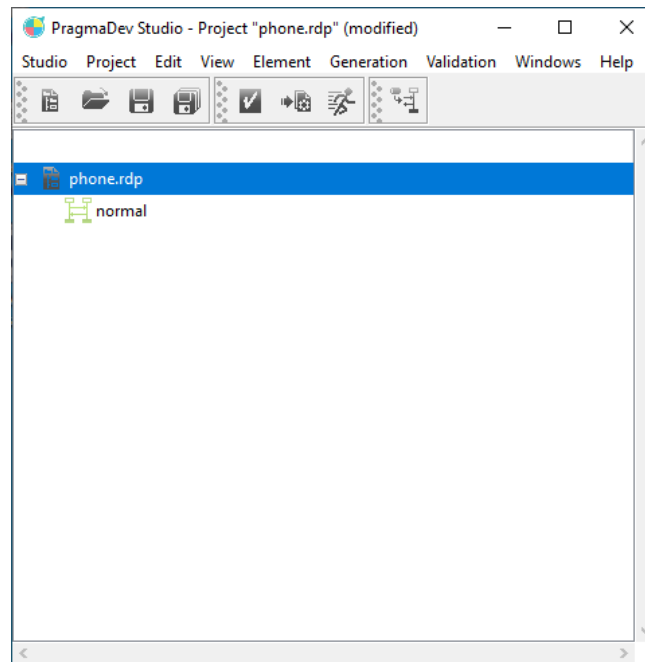 PragmaDev Studio - Project "phone.rdp" (modified)
Studio Project Edit View Element Generation Validation Windows Help
phone.rdp
normal